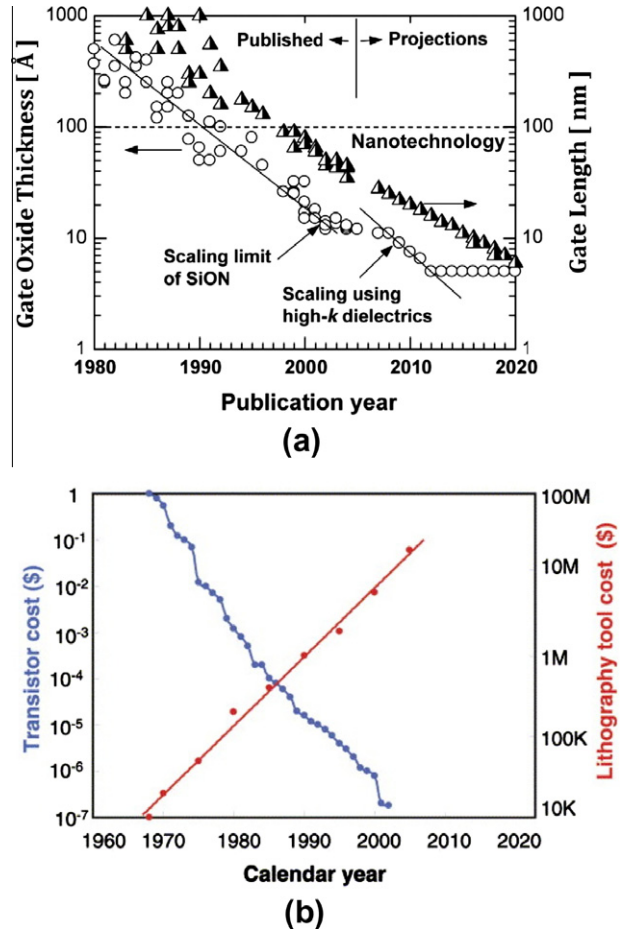 Gate Oxide Thickness [ Å]
1000
100
10
1
Published
Projections
Nanotechnology
Scaling limit
of SiON
Scaling using
high-k dielectrics
1000
100
10
1
Gate Length [ nm]
1980
1990
2000
2010
2020
Publication year
(a)
Transistor cost ($)
1
10-1
10-2
10-3
10-4
10-5
10-6
10-7
100M
10M
1M
100K
10K
Lithography tool cost ($)
1960
1970
1980
1990
2000
2010
2020
Calendar year
(b)